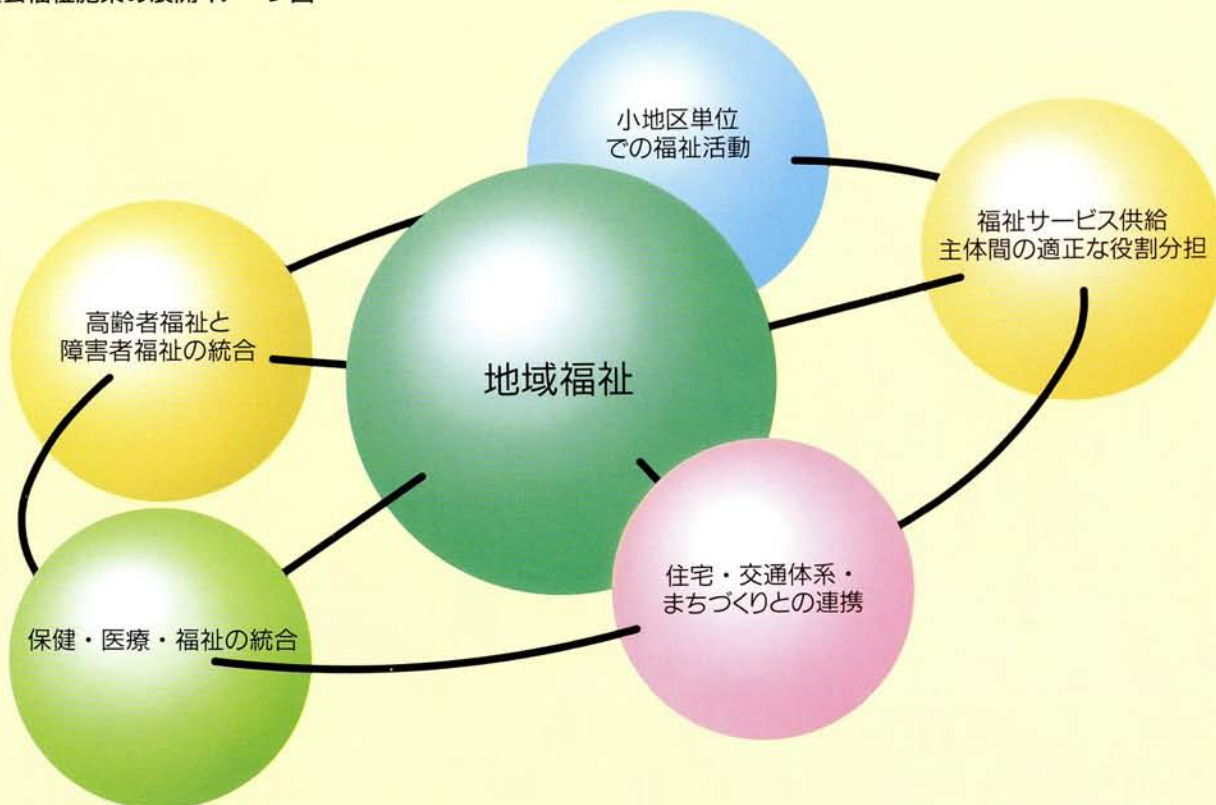 小地区単位
での福祉活動
福祉サービス供給
主体間の適正な役割分担
高齢者福祉と
障害者福祉の統合
地域福祉
住宅・交通体系・
まちづくりとの連携
保健・医療・福祉の統合